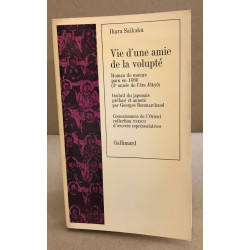 Ihara Saikaku
Vie d'une amie
de la volupté
Roman de mœurs
paru en 1686
(3e année de l'ère Jôkyô)
traduit du japonais
préfacé et annoté
par Georges Bonmarchand
Connaissance de l'Orient
collection UNESCO
d'œuvres représentatives
Gallimard